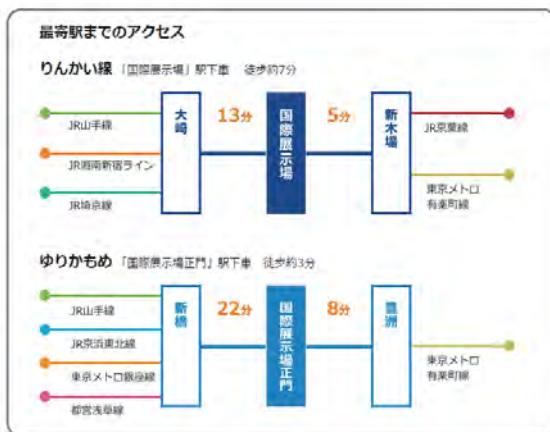 最寄駅までのアクセス
りんかい線 「国際展示場」駅下車 徒歩約7分
大崎
13分
国際展示場
5分
新木場
JR山手線
JR湘南新宿ライン
JR埼京線
JR京葉線
東京メトロ
有楽町線
ゆりかもめ 「国際展示場正門」駅下車 徒歩約3分
新橋
22分
国際展示場正門
8分
豊洲
JR山手線
JR京浜東北線
東京メトロ銀座線
都営浅草線
東京メトロ
有楽町線